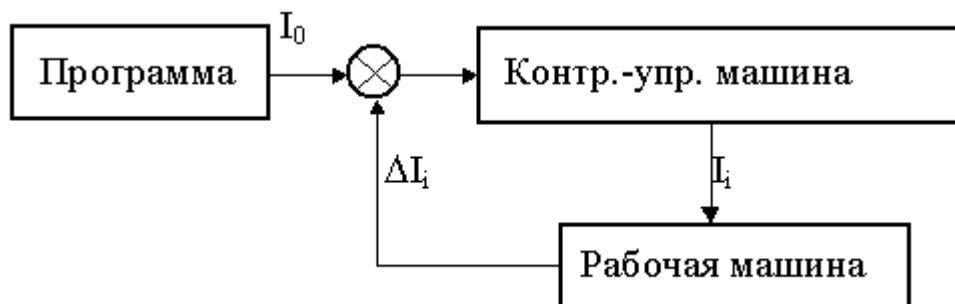 I₀
Программа
Контр.-упр. машина
ΔIᵢ
Iᵢ
Рабочая машина